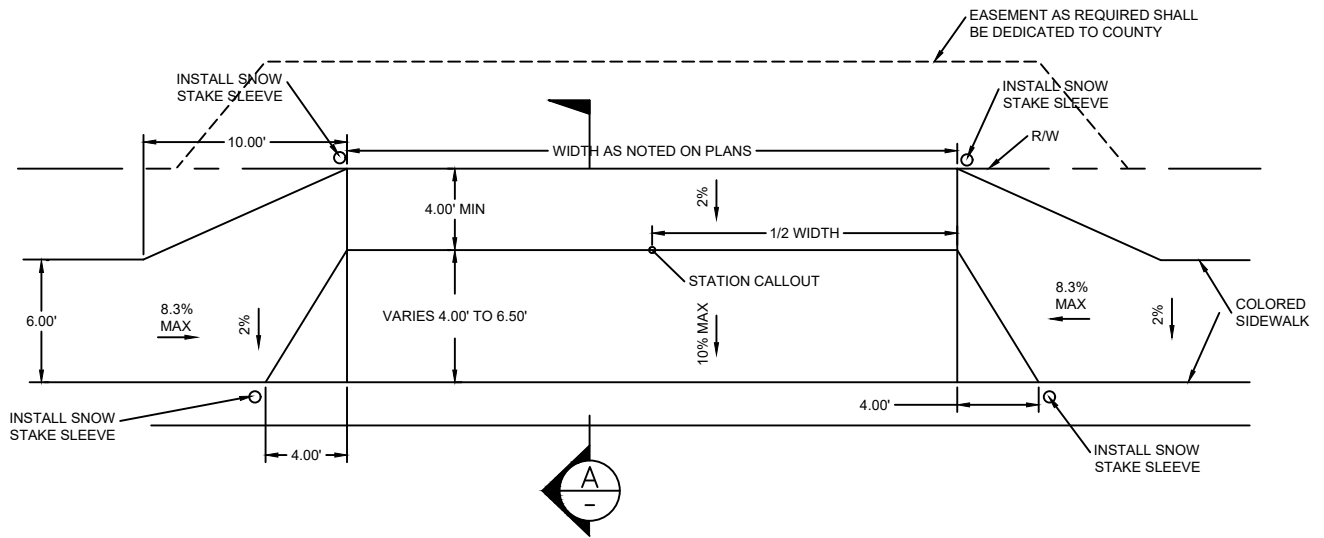 EASEMENT AS REQUIRED SHALL
BE DEDICATED TO COUNTY
INSTALL SNOW
STAKE SLEEVE
INSTALL SNOW
STAKE SLEEVE
10.00'
R/W
WIDTH AS NOTED ON PLANS
2%
4.00' MIN
1/2 WIDTH
STATION CALLOUT
8.3%
MAX
COLORED
SIDEWALK
6.00'
8.3%
MAX
2%
VARIES 4.00' TO 6.50'
10% MAX
2%
4.00'
INSTALL SNOW
STAKE SLEEVE
4.00'
INSTALL SNOW
STAKE SLEEVE
A
-